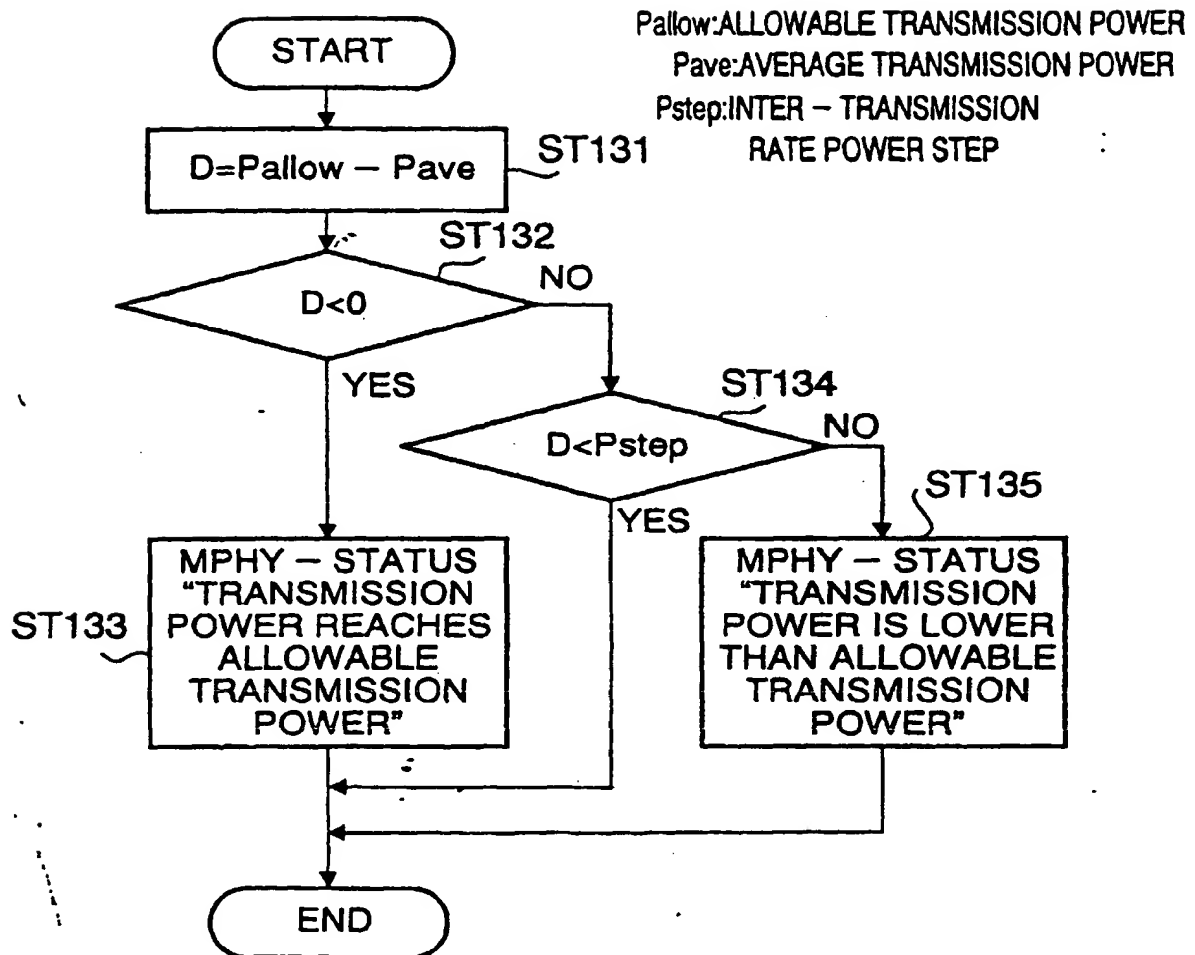 Pallow:ALLOWABLE TRANSMISSION POWER
Pave:AVERAGE TRANSMISSION POWER
Pstep:INTER – TRANSMISSION
RATE POWER STEP
START
D=Pallow – Pave
ST131
ST132
D<0
NO
YES
ST134
D<Pstep
NO
YES
ST135
ST133
MPHY – STATUS
“TRANSMISSION
POWER REACHES
ALLOWABLE
TRANSMISSION
POWER”
MPHY – STATUS
“TRANSMISSION
POWER IS LOWER
THAN ALLOWABLE
TRANSMISSION
POWER”
END